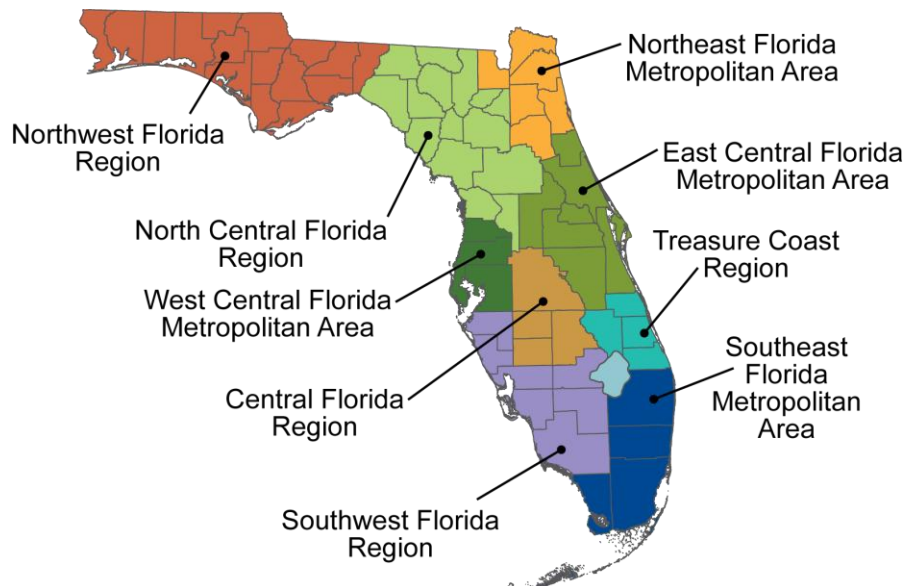 Northeast Florida
Metropolitan Area
Northwest Florida
Region
East Central Florida
Metropolitan Area
North Central Florida
Region
Treasure Coast
Region
West Central Florida
Metropolitan Area
Southeast
Florida
Metropolitan
Area
Central Florida
Region
Southwest Florida
Region